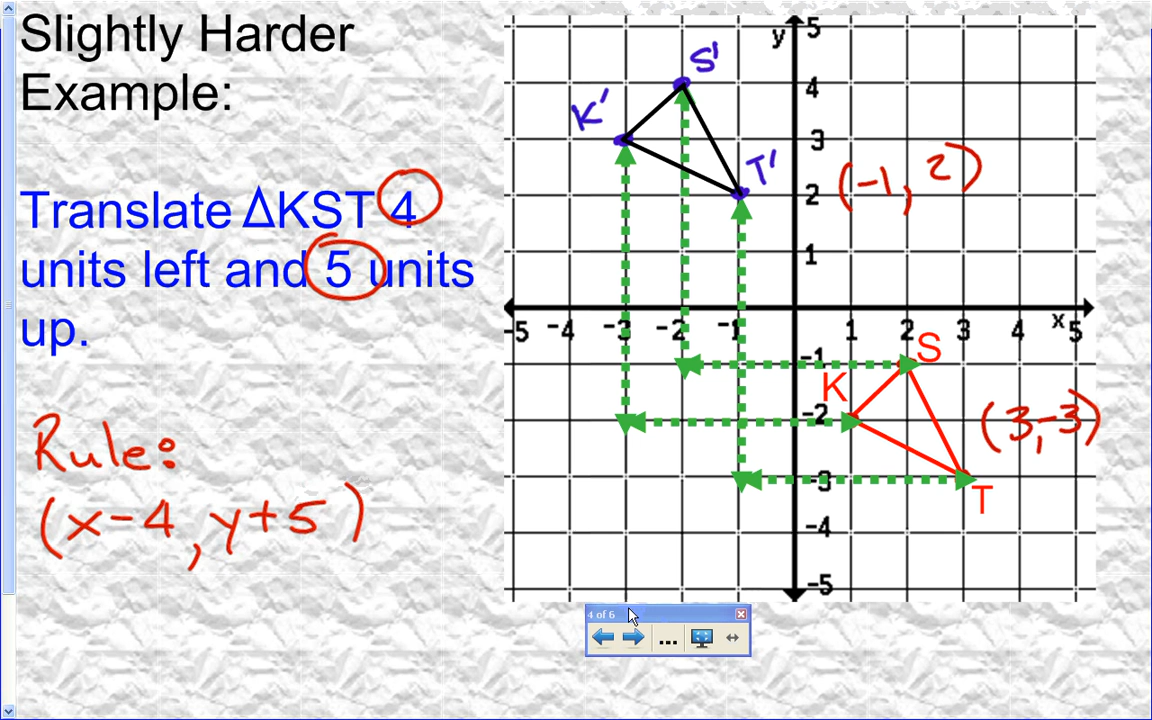 Slightly Harder
Example:
Translate ΔKST 4
units left and 5 units
up.
Rule:
(x-4, y+5)
y
5
4
3
2
1
-5 -4 -3 -2 -1 1 2 3 4 x 5
-1
-2
-3
-4
-5
S'
K'
T'
(-1, 2)
S
K
(3,-3)
T
4 of 6
...